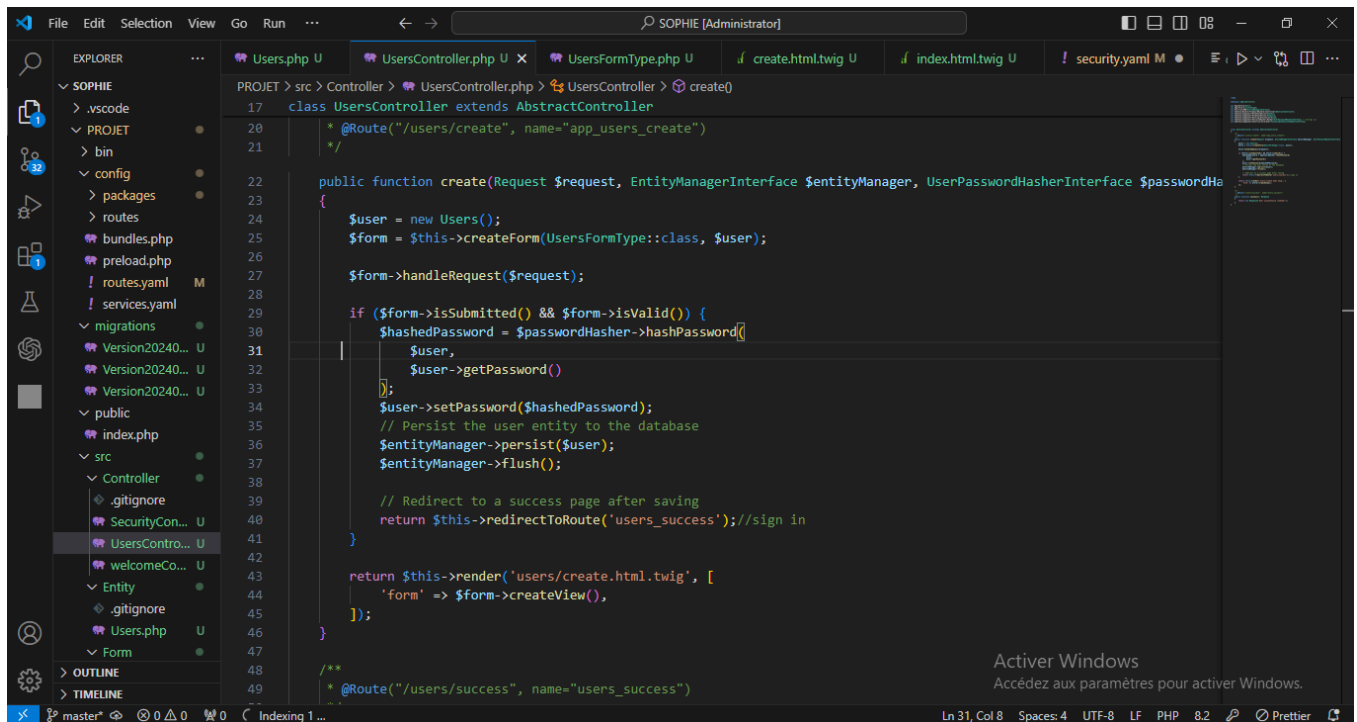 File Edit Selection View Go Run ··· ← → SOPHIE [Administrator]
EXPLORER ···
Users.php U UsersController.php U × UsersFormType.php U create.html.twig U index.html.twig U ! security.yaml M ●
SOPHIE
PROJET > src > Controller > UsersController.php > UsersController > create()
> .vscode
PROJET
> bin
config
> packages
> routes
bundles.php
preload.php
! routes.yaml M
! services.yaml
migrations
Version20240... U
Version20240... U
Version20240... U
public
index.php
src
Controller
.gitignore
SecurityCon... U
UsersContro... U
welcomeCo... U
Entity
.gitignore
Users.php U
Form
> OUTLINE
> TIMELINE
1
32
1
17 class UsersController extends AbstractController
20 * @Route("/users/create", name="app_users_create")
21 */
22 public function create(Request $request, EntityManagerInterface $entityManager, UserPasswordHasherInterface $passwordHa
23 {
24 $user = new Users();
25 $form = $this->createForm(UsersFormType::class, $user);
26
27 $form->handleRequest($request);
28
29 if ($form->isSubmitted() && $form->isValid()) {
30 $hashedPassword = $passwordHasher->hashPassword(
31 $user,
32 $user->getPassword()
33 );
34 $user->setPassword($hashedPassword);
35 // Persist the user entity to the database
36 $entityManager->persist($user);
37 $entityManager->flush();
38
39 // Redirect to a success page after saving
40 return $this->redirectToRoute('users_success');//sign in
41 }
42
43 return $this->render('users/create.html.twig', [
44 'form' => $form->createView(),
45 ]);
46 }
47
48 /**
49 * @Route("/users/success", name="users_success")
Activer Windows
Accédez aux paramètres pour activer Windows.
master* 0 0 0 Indexing 1 ... Ln 31, Col 8 Spaces: 4 UTF-8 LF PHP 8.2 Prettier